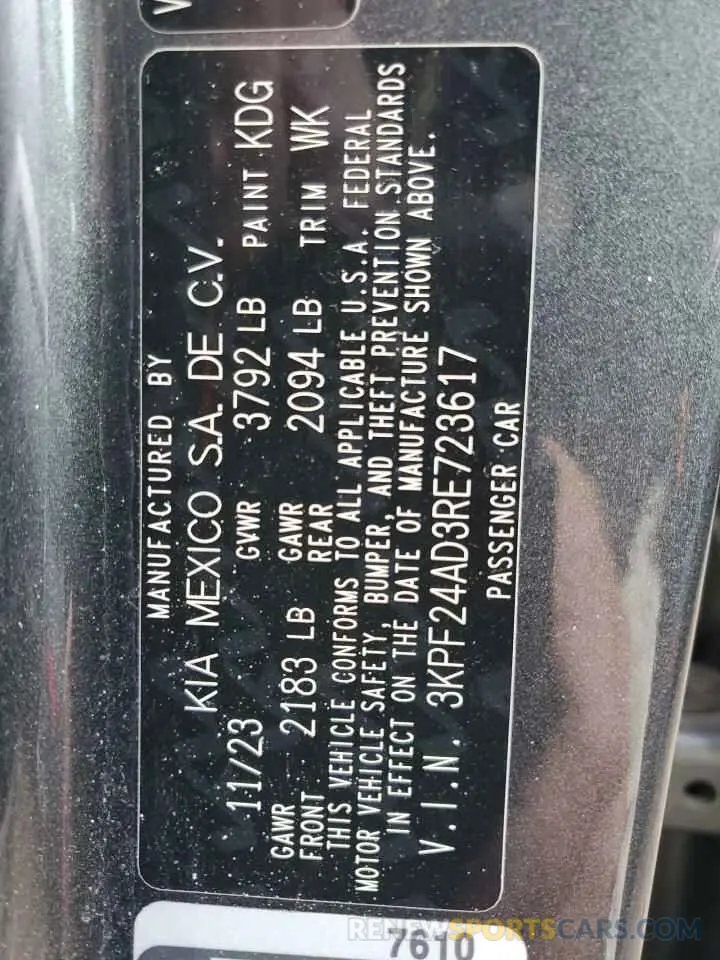 MANUFACTURED BY
KIA MEXICO S.A. DE C.V.
11/23 GVWR 3792 LB PAINT KDG
GAWR FRONT 2183 LB GAWR REAR 2094 LB TRIM WK
THIS VEHICLE CONFORMS TO ALL APPLICABLE U.S.A. FEDERAL
MOTOR VEHICLE SAFETY, BUMPER, AND THEFT PREVENTION STANDARDS
IN EFFECT ON THE DATE OF MANUFACTURE SHOWN ABOVE.
V.I.N. 3KPF24AD3RE723617
PASSENGER CAR
7610
RENEWSPORTSCARS.COM